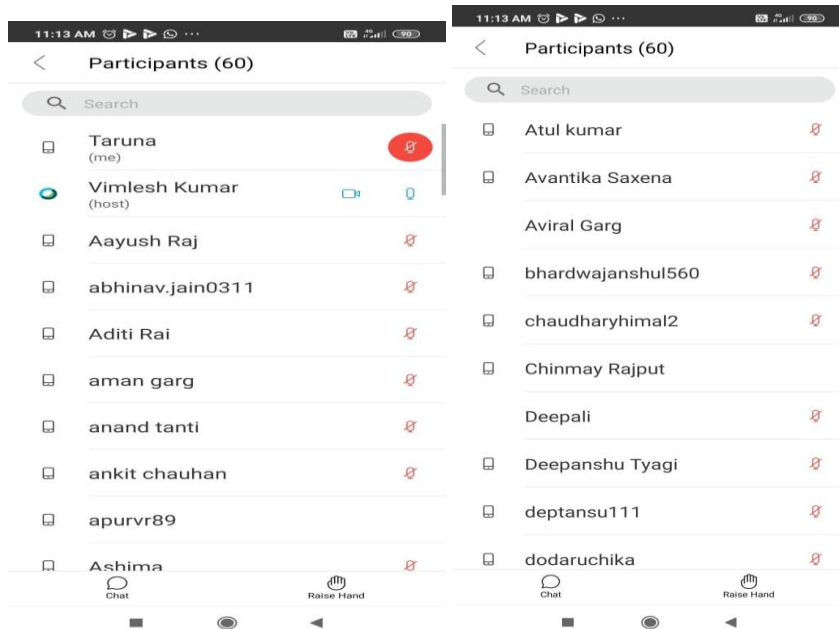 11:13 AM
90
Participants (60)
Search
Taruna
(me)
Vimlesh Kumar
(host)
Aayush Raj
abhinav.jain0311
Aditi Rai
aman garg
anand tanti
ankit chauhan
apurvr89
Ashima
Chat
Raise Hand
11:13 AM
90
Participants (60)
Search
Atul kumar
Avantika Saxena
Aviral Garg
bhardwajanshul560
chaudharyhimal2
Chinmay Rajput
Deepali
Deepanshu Tyagi
deptansu111
dodaruchika
Chat
Raise Hand